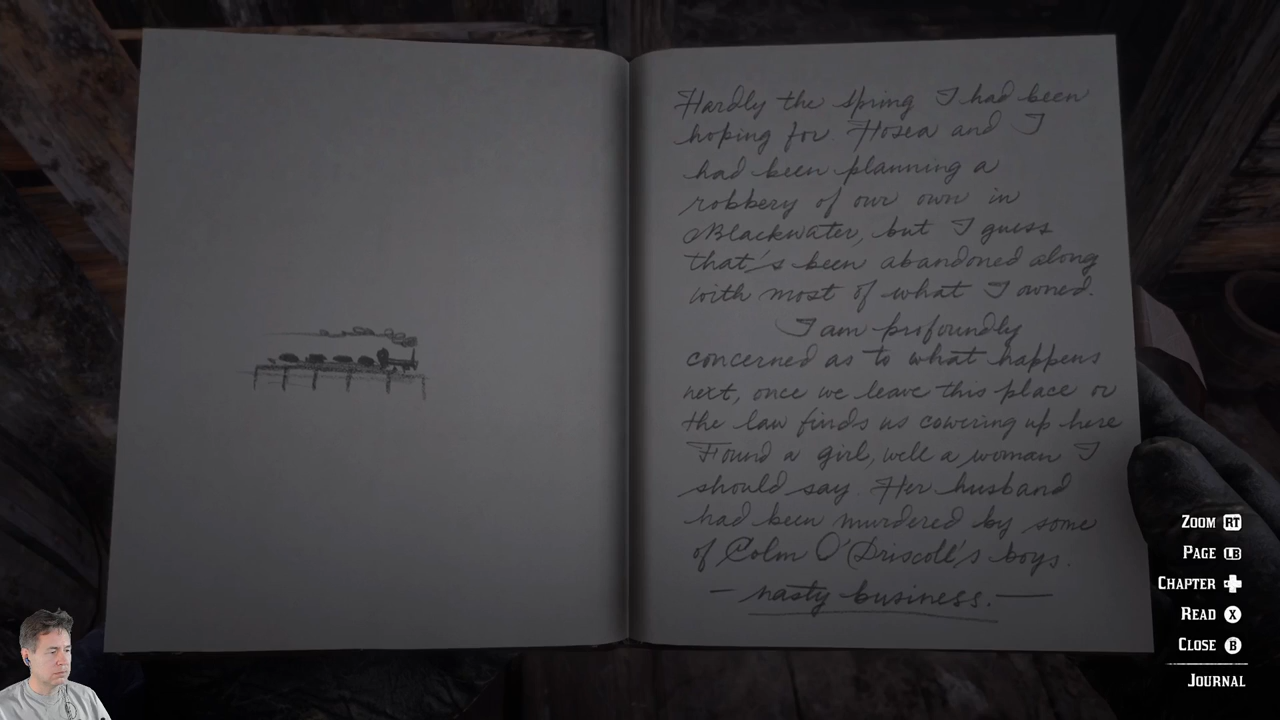 Hardly the spring I had been
hoping for. Hosea and I
had been planning a
robbery of our own in
Blackwater, but I guess
that's been abandoned along
with most of what I owned.
I am profoundly
concerned as to what happens
next, once we leave this place or
the law finds us cowering up here
Found a girl, well a woman I
should say. Her husband
had been murdered by some
of Colm O'Driscoll's boys.
— nasty business. —
ZOOM RT
PAGE LB
CHAPTER
READ X
CLOSE B
JOURNAL